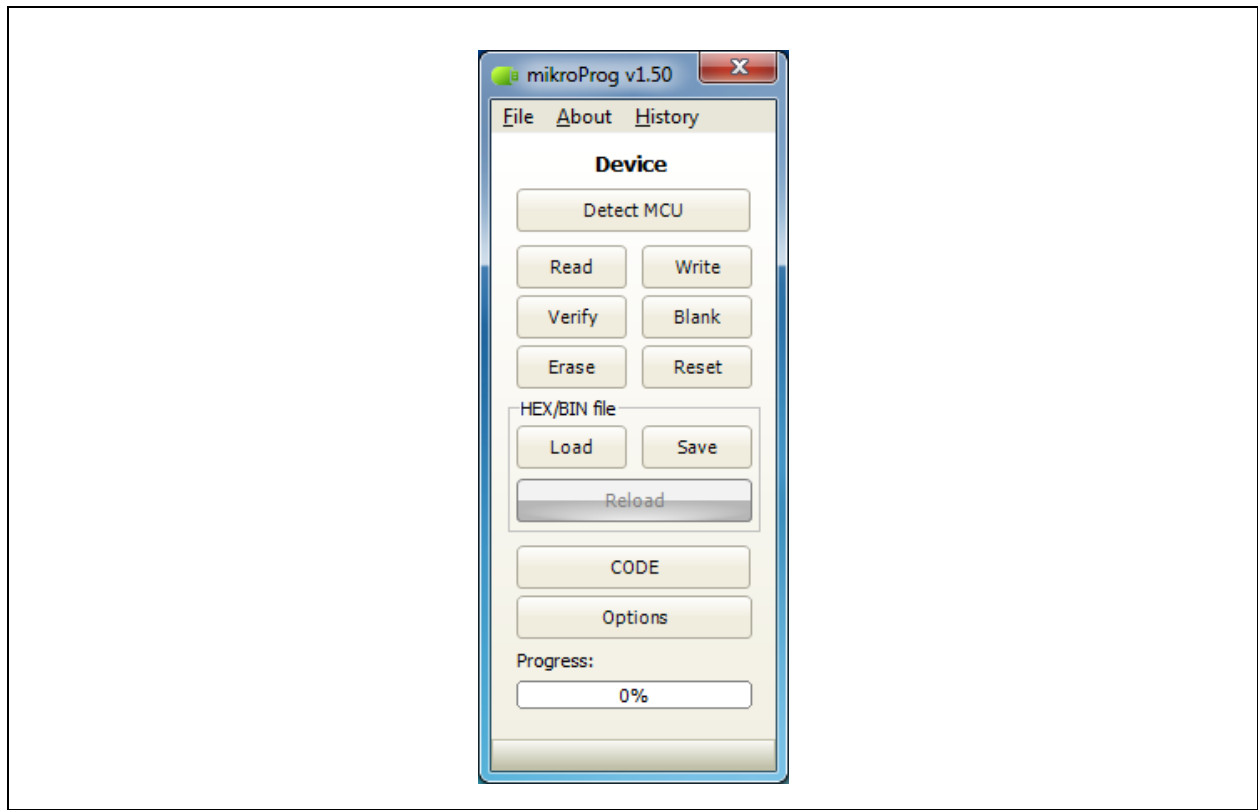 mikroProg v1.50
File About History
Device
Detect MCU
Read Write
Verify Blank
Erase Reset
HEX/BIN file
Load Save
Reload
CODE
Options
Progress:
0%